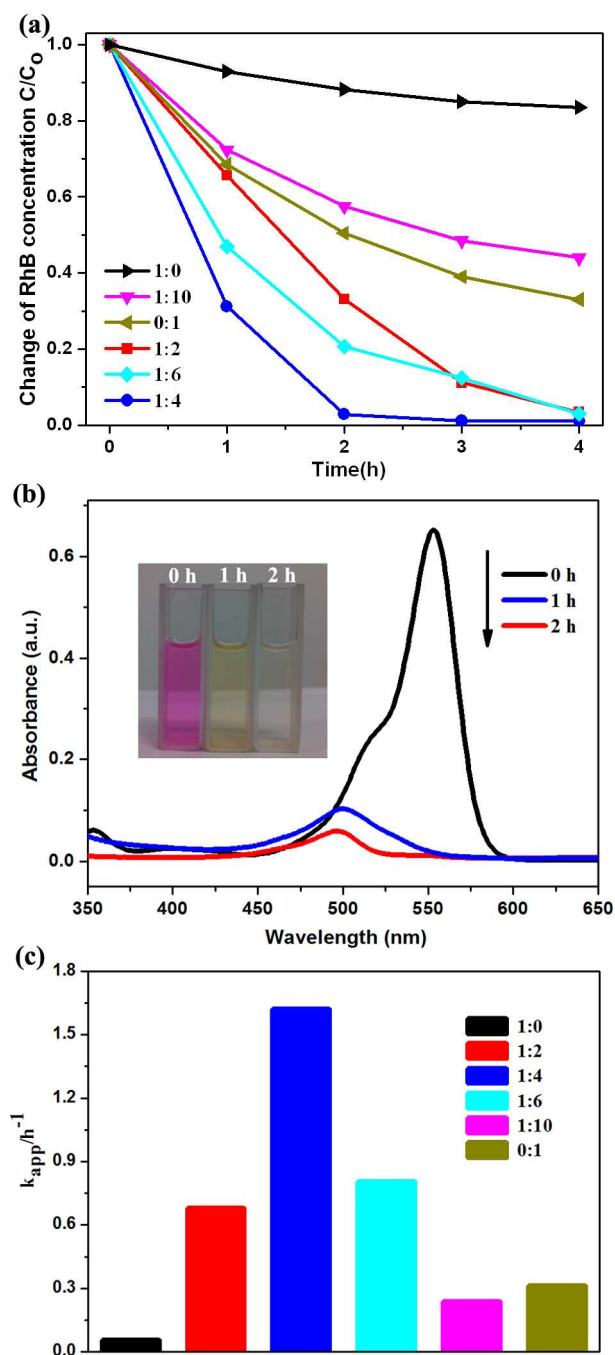 (a)
Change of RhB concentration C/C_O
1.0
0.8
0.6
0.4
0.2
0.0
1:0
1:10
0:1
1:2
1:6
1:4
0 1 2 3 4
Time(h)
(b)
Absorbance (a.u.)
0.6
0.4
0.2
0.0
0 h 1 h 2 h
0 h
1 h
2 h
350 400 450 500 550 600 650
Wavelength (nm)
(c)
k_app/h^-1
1.8
1.5
1.2
0.9
0.6
0.3
0.0
1:0
1:2
1:4
1:6
1:10
0:1